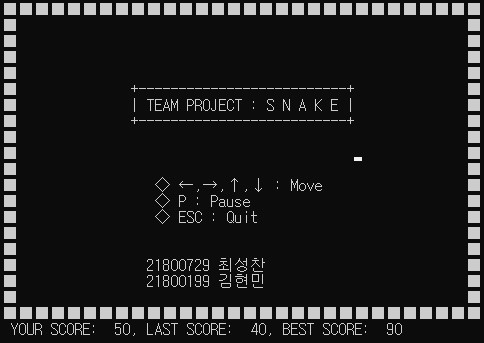 +--------------------------+
| TEAM PROJECT : S N A K E |
+--------------------------+
◇ ←,→,↑,↓ : Move
◇ P : Pause
◇ ESC : Quit
21800729 최성찬
21800199 김현민
YOUR SCORE:  50, LAST SCORE:  40, BEST SCORE:  90